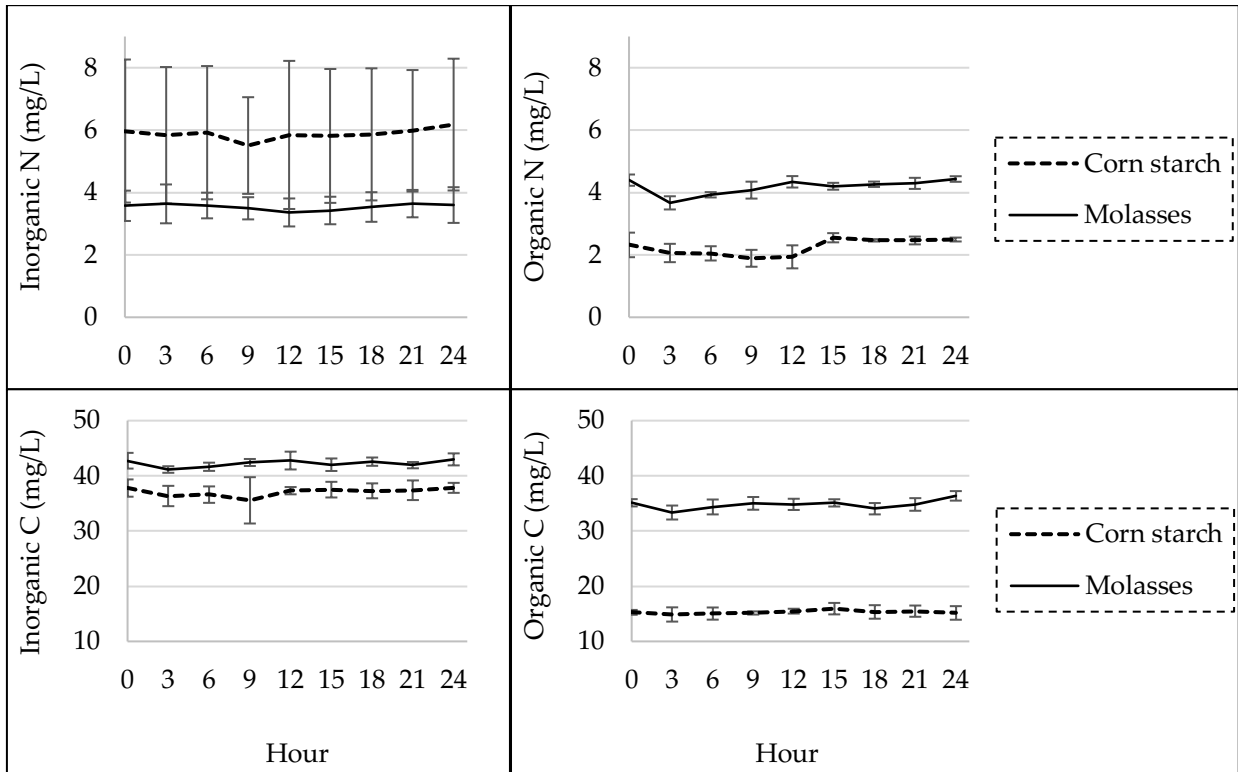 Inorganic N (mg/L)
8
6
4
2
0
0 3 6 9 12 15 18 21 24
Organic N (mg/L)
8
6
4
2
0
0 3 6 9 12 15 18 21 24
Corn starch
Molasses
Inorganic C (mg/L)
50
40
30
20
10
0 3 6 9 12 15 18 21 24
Hour
Organic C (mg/L)
50
40
30
20
10
0 3 6 9 12 15 18 21 24
Hour
Corn starch
Molasses